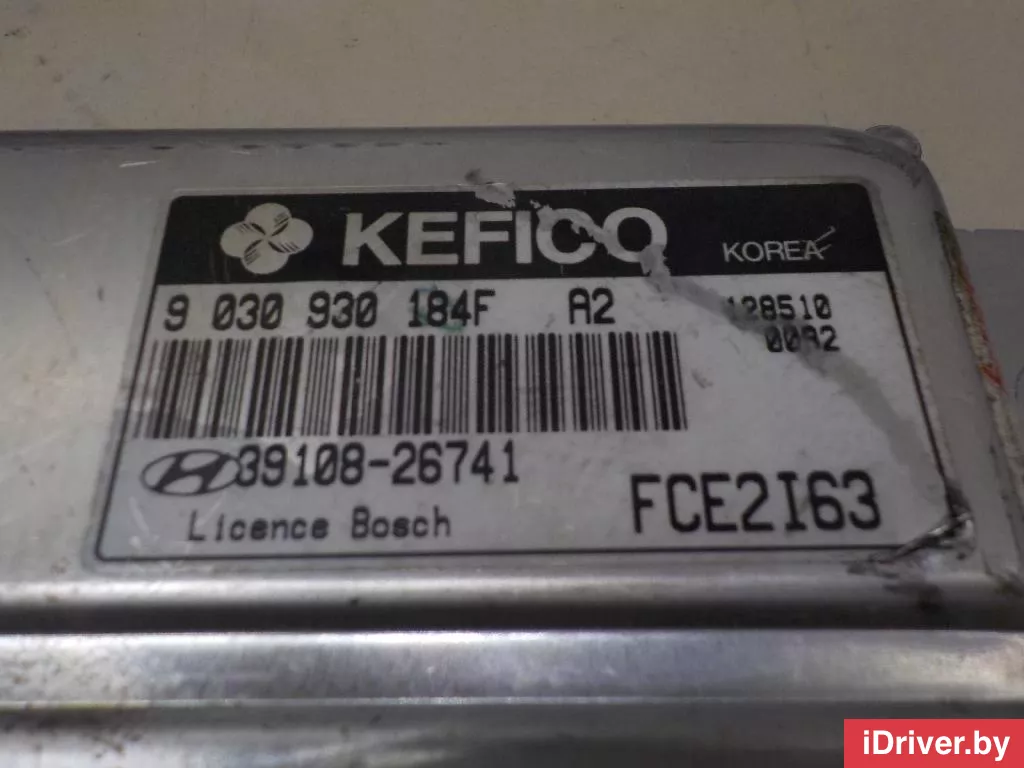 KEFICO KOREA
9 030 930 184F A2 128510
0082
39108-26741
Licence Bosch FCE2I63
iDriver.by